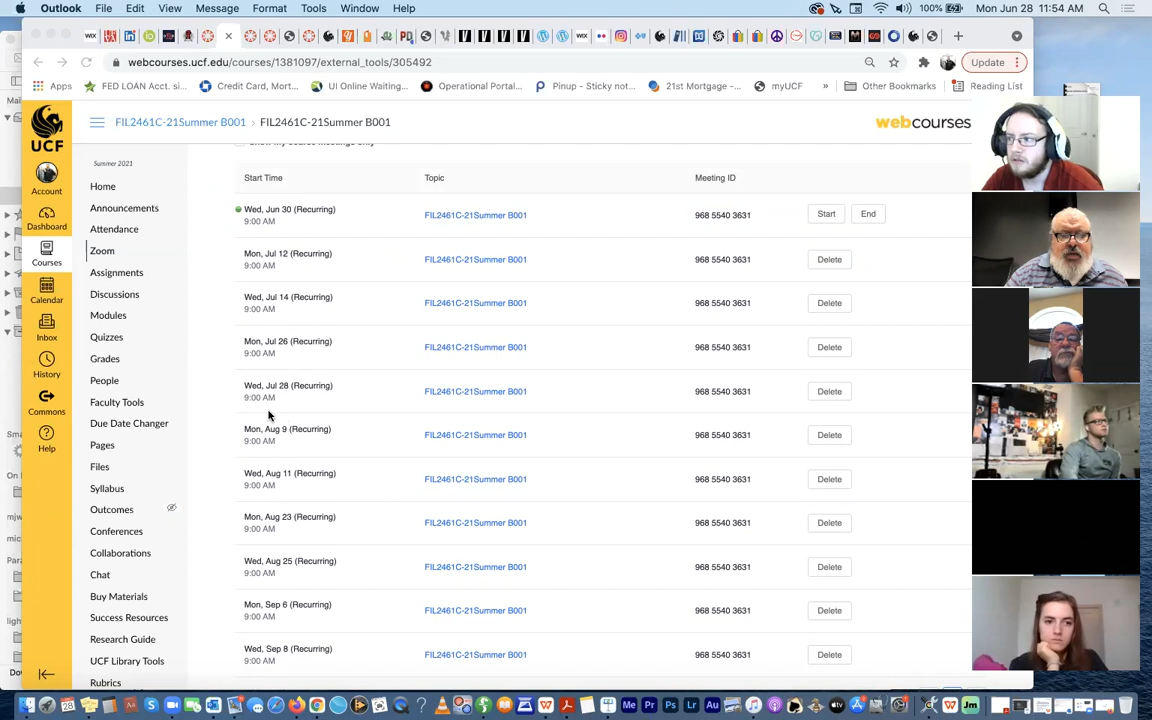 Outlook File Edit View Message Format Tools Window Help 100% Mon Jun 28 11:54 AM
webcourses.ucf.edu/courses/1381097/external_tools/305492 Update
Apps FED LOAN Acct. si... Credit Card, Mort... UI Online Waiting... Operational Portal... Pinup - Sticky not... 21st Mortgage -... myUCF » Other Bookmarks Reading List
UCF
Account
Dashboard
Courses
Calendar
Inbox
History
Commons
Help
FIL2461C-21Summer B001 > FIL2461C-21Summer B001 webcourses
Summer 2021
Home
Announcements
Attendance
Zoom
Assignments
Discussions
Modules
Quizzes
Grades
People
Faculty Tools
Due Date Changer
Pages
Files
Syllabus
Outcomes
Conferences
Collaborations
Chat
Buy Materials
Success Resources
Research Guide
UCF Library Tools
Rubrics
Start Time Topic Meeting ID
Wed, Jun 30 (Recurring)
9:00 AM FIL2461C-21Summer B001 968 5540 3631 Start End
Mon, Jul 12 (Recurring)
9:00 AM FIL2461C-21Summer B001 968 5540 3631 Delete
Wed, Jul 14 (Recurring)
9:00 AM FIL2461C-21Summer B001 968 5540 3631 Delete
Mon, Jul 26 (Recurring)
9:00 AM FIL2461C-21Summer B001 968 5540 3631 Delete
Wed, Jul 28 (Recurring)
9:00 AM FIL2461C-21Summer B001 968 5540 3631 Delete
Mon, Aug 9 (Recurring)
9:00 AM FIL2461C-21Summer B001 968 5540 3631 Delete
Wed, Aug 11 (Recurring)
9:00 AM FIL2461C-21Summer B001 968 5540 3631 Delete
Mon, Aug 23 (Recurring)
9:00 AM FIL2461C-21Summer B001 968 5540 3631 Delete
Wed, Aug 25 (Recurring)
9:00 AM FIL2461C-21Summer B001 968 5540 3631 Delete
Mon, Sep 6 (Recurring)
9:00 AM FIL2461C-21Summer B001 968 5540 3631 Delete
Wed, Sep 8 (Recurring)
9:00 AM FIL2461C-21Summer B001 968 5540 3631 Delete